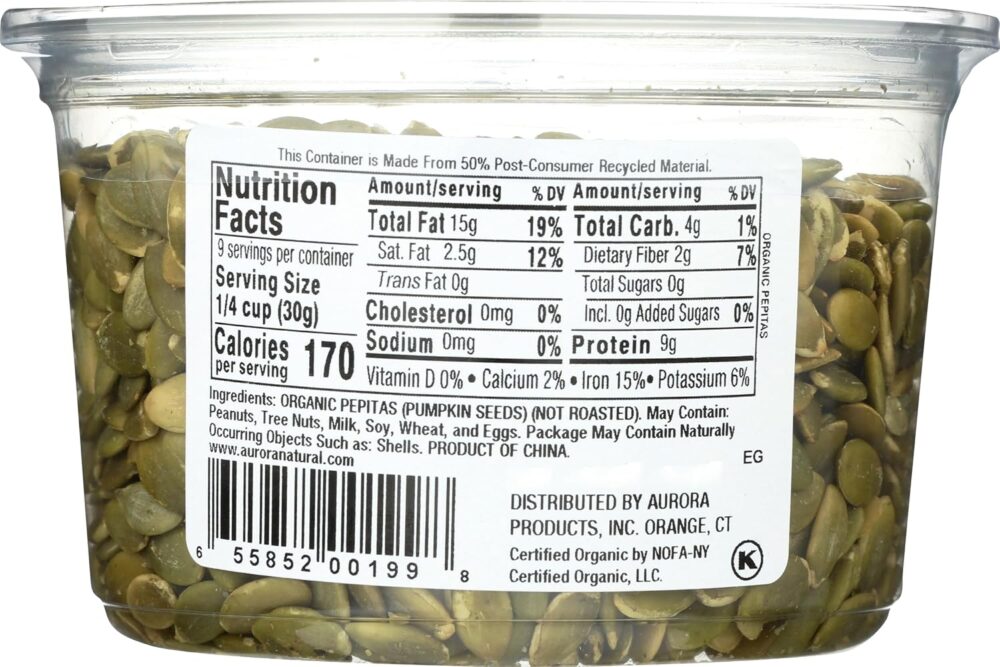 This Container is Made From 50% Post-Consumer Recycled Material.
Nutrition
Facts
9 servings per container
Serving Size
1/4 cup (30g)
Calories
per serving
170
Amount/serving % DV
Total Fat 15g 19%
Sat. Fat 2.5g 12%
Trans Fat 0g
Cholesterol 0mg 0%
Sodium 0mg 0%
Amount/serving % DV
Total Carb. 4g 1%
Dietary Fiber 2g 7%
Total Sugars 0g
Incl. 0g Added Sugars 0%
Protein 9g
Vitamin D 0% • Calcium 2% • Iron 15% • Potassium 6%
ORGANIC PEPITAS
Ingredients: ORGANIC PEPITAS (PUMPKIN SEEDS) (NOT ROASTED). May Contain:
Peanuts, Tree Nuts, Milk, Soy, Wheat, and Eggs. Package May Contain Naturally
Occurring Objects Such as: Shells. PRODUCT OF CHINA.
www.auroranatural.com
EG
6 55852 00199 8
DISTRIBUTED BY AURORA
PRODUCTS, INC. ORANGE, CT
Certified Organic by NOFA-NY
Certified Organic, LLC.
K